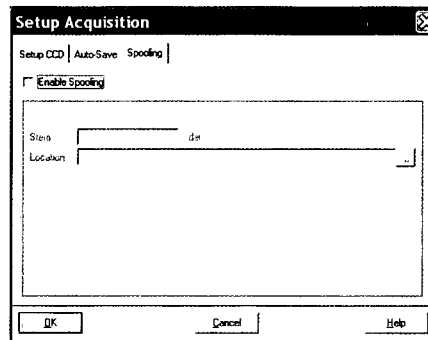 Setup Acquisition
Setup CCD Auto-Save Spooling
Enable Spooling
Stem .dat
Location ...
OK Cancel Help